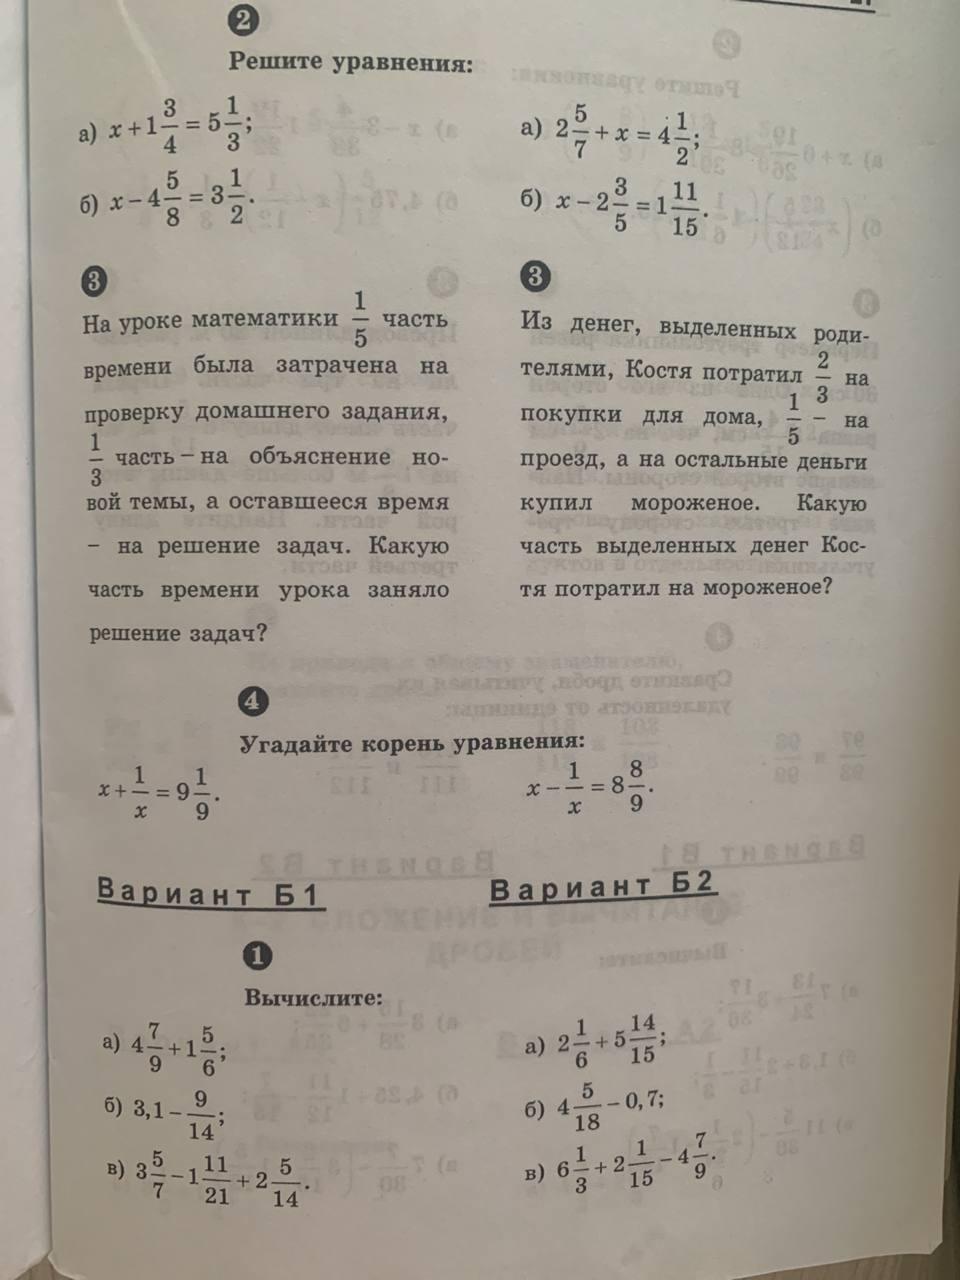 2
Решите уравнения:
а) x + 1 3/4 = 5 1/3;
б) x − 4 5/8 = 3 1/2.
3
На уроке математики 1/5 часть
времени была затрачена на
проверку домашнего задания,
1/3 часть – на объяснение но-
вой темы, а оставшееся время
– на решение задач. Какую
часть времени урока заняло
решение задач?
а) 2 5/7 + x = 4 1/2;
б) x − 2 3/5 = 1 11/15.
3
Из денег, выделенных роди-
телями, Костя потратил 2/3 на
покупки для дома, 1/5 – на
проезд, а на остальные деньги
купил мороженое. Какую
часть выделенных денег Кос-
тя потратил на мороженое?
4
Угадайте корень уравнения:
x + 1/x = 9 1/9.
x − 1/x = 8 8/9.
Вариант Б1
Вариант Б2
1
Вычислите:
а) 4 7/9 + 1 5/6;
б) 3,1 − 9/14;
в) 3 5/7 − 1 11/21 + 2 5/14.
а) 2 1/6 + 5 14/15;
б) 4 5/18 − 0,7;
в) 6 1/3 + 2 1/15 − 4 7/9.